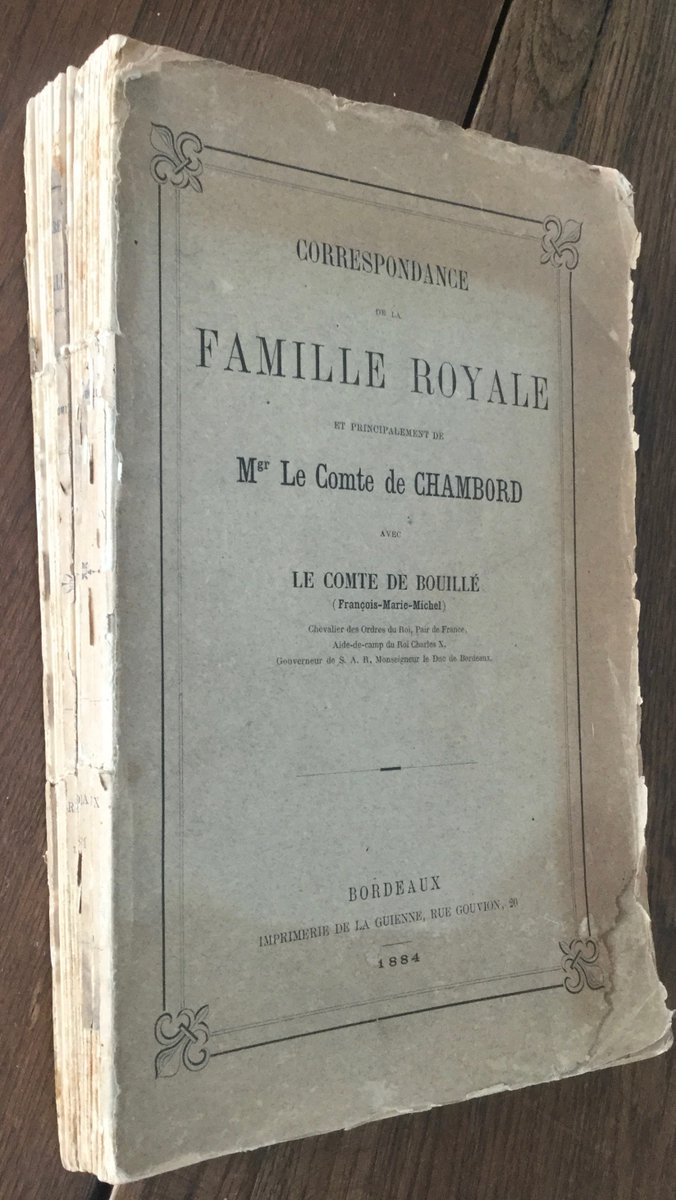 CORRESPONDANCE
DE LA
FAMILLE ROYALE
ET PRINCIPALEMENT DE
Mgr Le Comte de CHAMBORD
AVEC
LE COMTE DE BOUILLÉ
(François-Marie-Michel)
Chevalier des Ordres du Roi, Pair de France,
Aide-de-camp du Roi Charles X,
Gouverneur de S. A. R. Monseigneur le Duc de Bordeaux.
BORDEAUX
IMPRIMERIE DE LA GUIENNE, RUE GOUVION, 20
1884